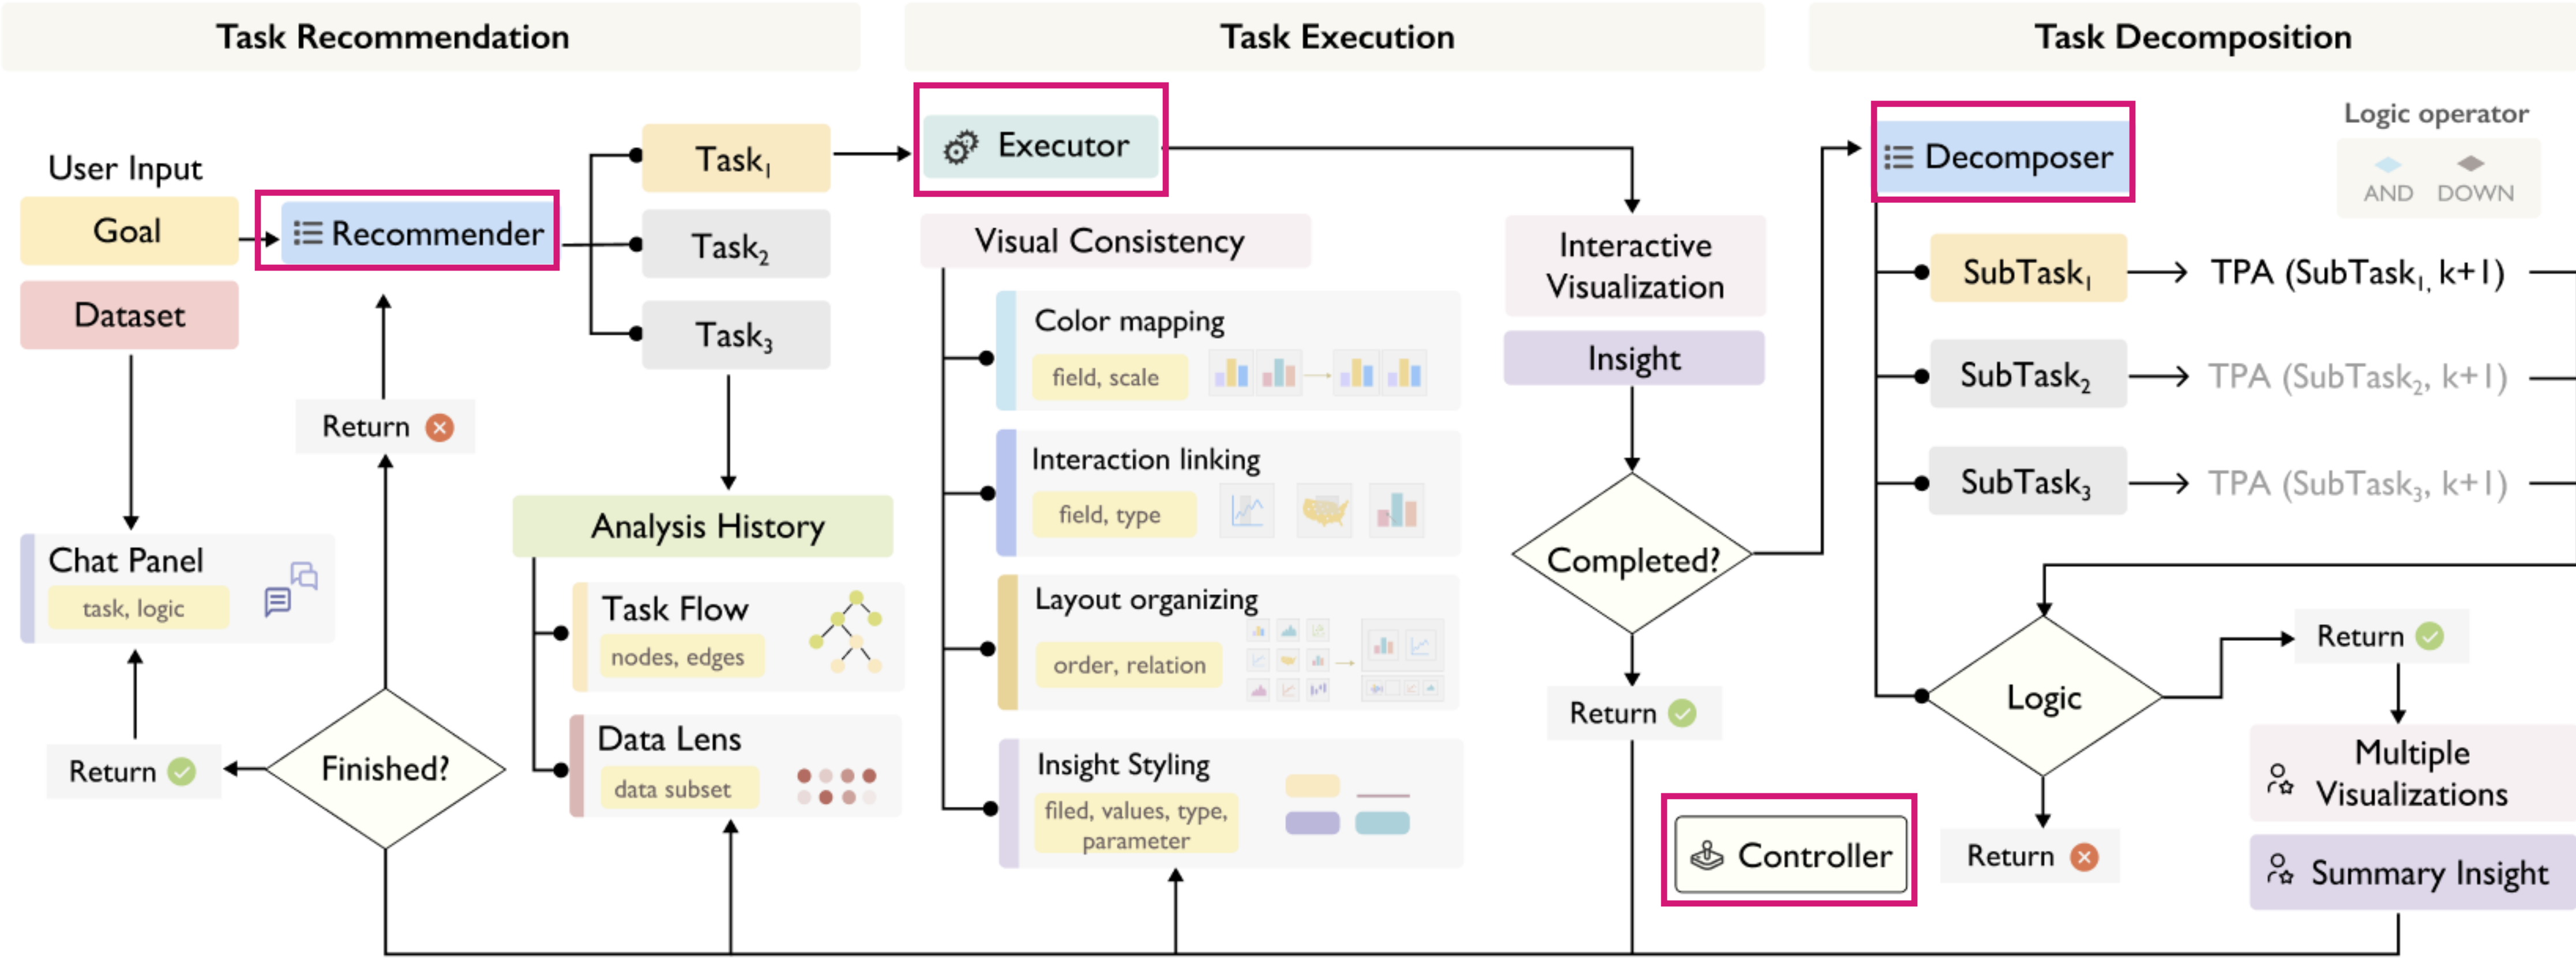 Task Recommendation
User Input
Goal
Dataset
Recommender
Task1
Task2
Task3
Return
Chat Panel
task, logic
Return
Finished?
Analysis History
Task Flow
nodes, edges
Data Lens
data subset
Task Execution
Executor
Visual Consistency
Color mapping
field, scale
Interaction linking
field, type
Layout organizing
order, relation
Insight Styling
filed, values, type,
parameter
Interactive
Visualization
Insight
Completed?
Return
Controller
Task Decomposition
Decomposer
Logic operator
AND DOWN
SubTask1 TPA (SubTask1, k+1)
SubTask2 TPA (SubTask2, k+1)
SubTask3 TPA (SubTask3, k+1)
Logic
Return
Return
Multiple
Visualizations
Summary Insight